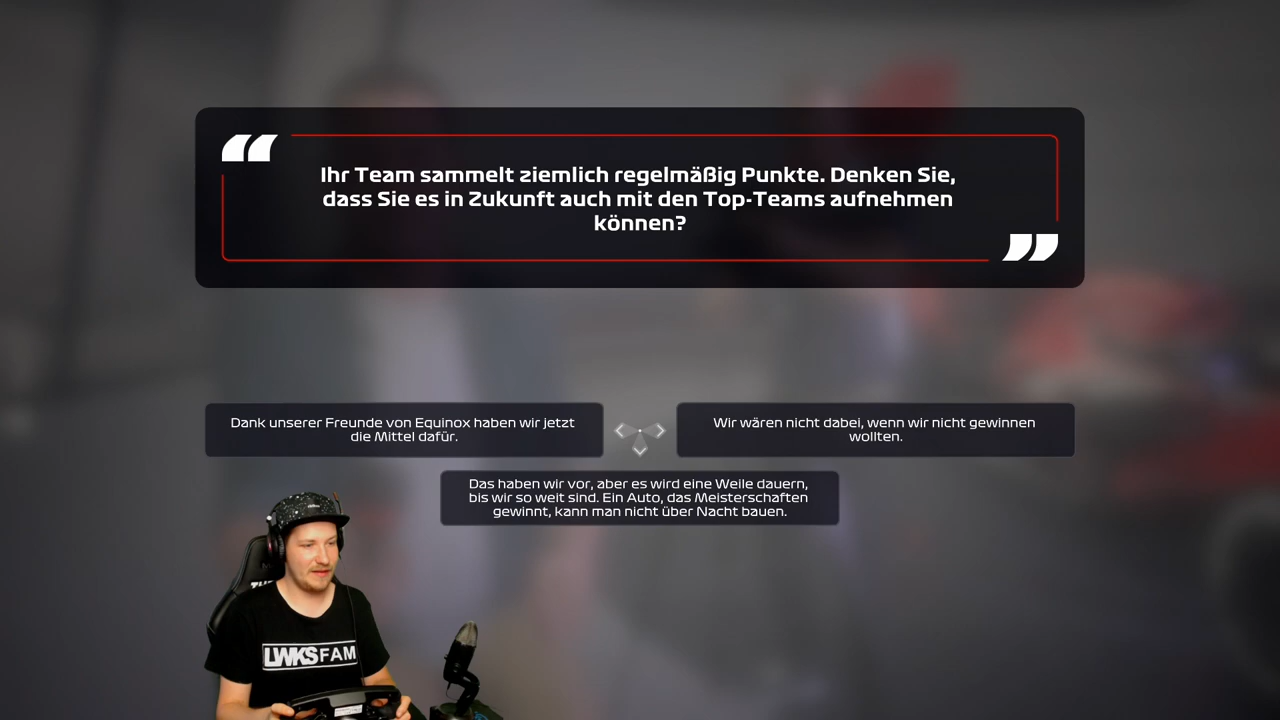 Ihr Team sammelt ziemlich regelmäßig Punkte. Denken Sie,
dass Sie es in Zukunft auch mit den Top-Teams aufnehmen
können?
Dank unserer Freunde von Equinox haben wir jetzt
die Mittel dafür.
Wir wären nicht dabei, wenn wir nicht gewinnen
wollten.
Das haben wir vor, aber es wird eine Weile dauern,
bis wir so weit sind. Ein Auto, das Meisterschaften
gewinnt, kann man nicht über Nacht bauen.
LWKSFAM